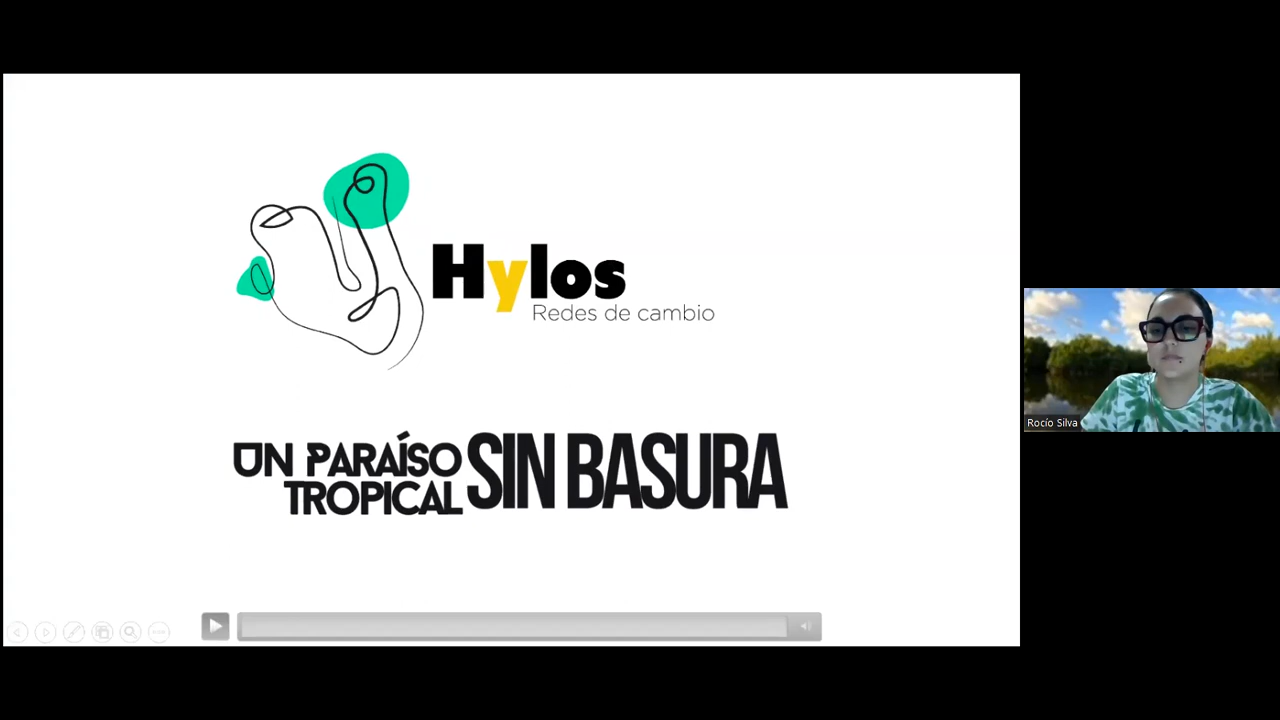 Hylos
Redes de cambio
UN PARAÍSO
TROPICAL
SIN BASURA
Rocío Silva